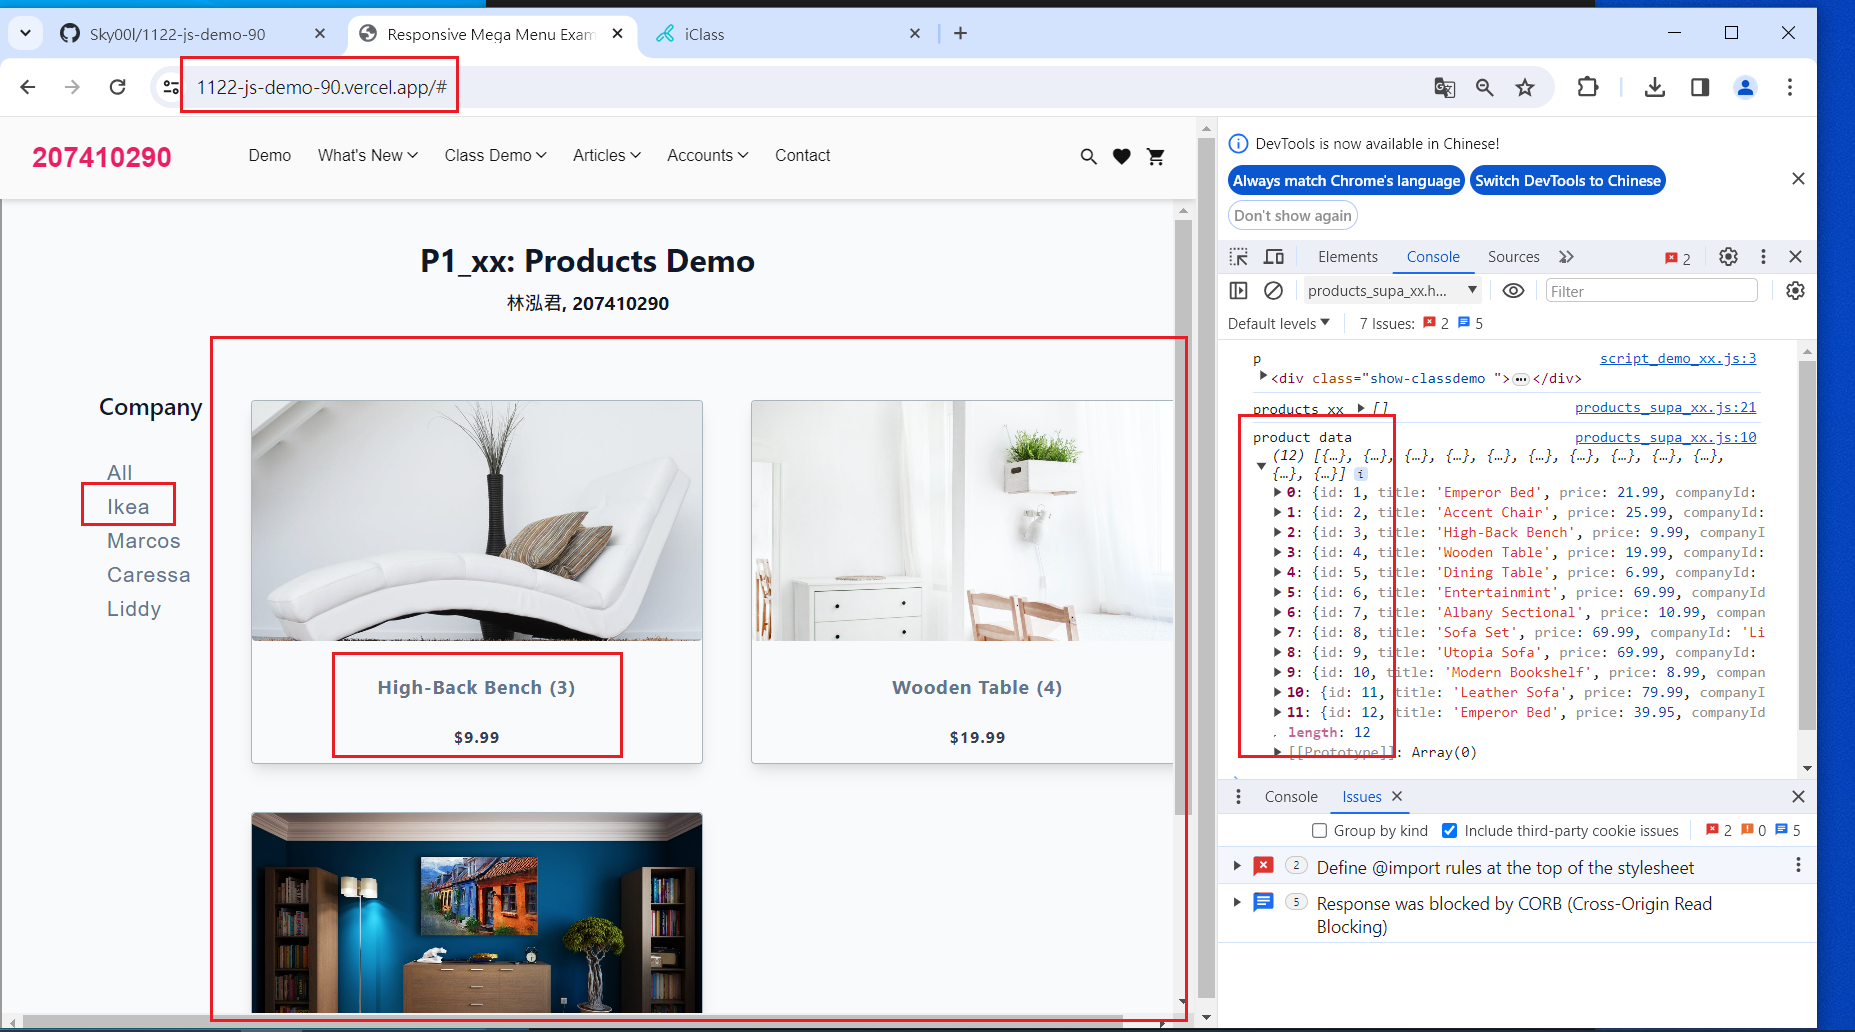 Sky00l/1122-js-demo-90
Responsive Mega Menu Exam
iClass
1122-js-demo-90.vercel.app/#
207410290
Demo
What's New
Class Demo
Articles
Accounts
Contact
P1_xx: Products Demo
林泓君, 207410290
Company
All
Ikea
Marcos
Caressa
Liddy
High-Back Bench (3)
$9.99
Wooden Table (4)
$19.99
DevTools is now available in Chinese!
Always match Chrome's language
Switch DevTools to Chinese
Don't show again
Elements
Console
Sources
2
products_supa_xx.h...
Filter
Default levels
7 Issues: 2 5
p script_demo_xx.js:3
<div class="show-classdemo ">…</div>
products xx [] products_supa_xx.js:21
product data products_supa_xx.js:10
(12) [{…}, {…}, {…}, {…}, {…}, {…}, {…}, {…}, {…}, {…},
{…}, {…}] i
0: {id: 1, title: 'Emperor Bed', price: 21.99, companyId:
1: {id: 2, title: 'Accent Chair', price: 25.99, companyId:
2: {id: 3, title: 'High-Back Bench', price: 9.99, companyI
3: {id: 4, title: 'Wooden Table', price: 19.99, companyId:
4: {id: 5, title: 'Dining Table', price: 6.99, companyId:
5: {id: 6, title: 'Entertainmint', price: 69.99, companyId
6: {id: 7, title: 'Albany Sectional', price: 10.99, compan
7: {id: 8, title: 'Sofa Set', price: 69.99, companyId: 'Li
8: {id: 9, title: 'Utopia Sofa', price: 69.99, companyId:
9: {id: 10, title: 'Modern Bookshelf', price: 8.99, compan
10: {id: 11, title: 'Leather Sofa', price: 79.99, companyI
11: {id: 12, title: 'Emperor Bed', price: 39.95, companyId
length: 12
[[Prototype]]: Array(0)
Console
Issues
Group by kind
Include third-party cookie issues
2 0 5
2 Define @import rules at the top of the stylesheet
5 Response was blocked by CORB (Cross-Origin Read
Blocking)